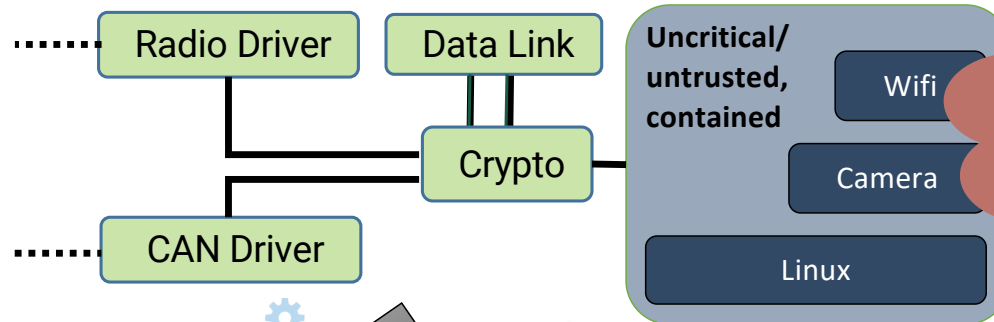 Radio Driver
Data Link
Uncritical/
untrusted,
contained
Wifi
Crypto
Camera
CAN Driver
Linux